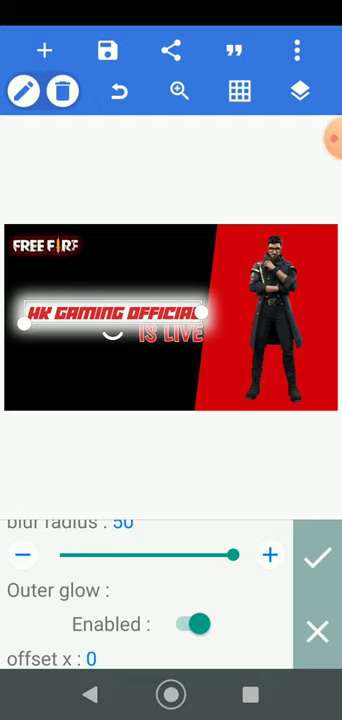 FREE FIRE
HK GAMING OFFICIAL
IS LIVE
blur radius : 50
Outer glow :
Enabled :
offset x : 0